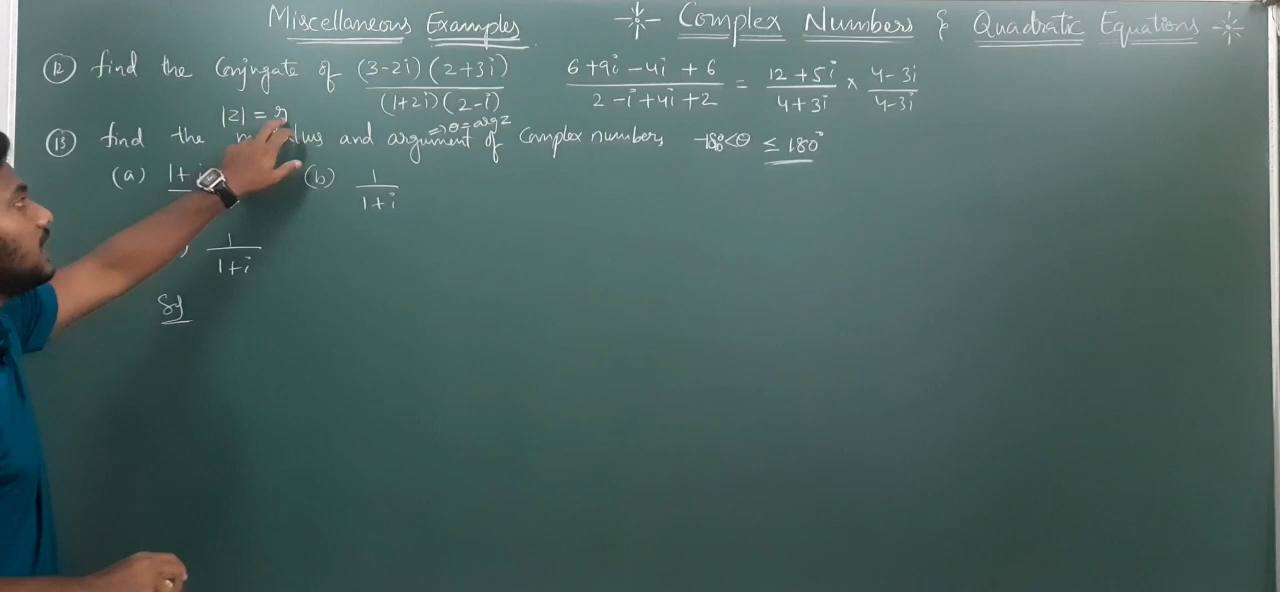 Miscellaneous Examples
Complex Numbers & Quadratic Equations
12 find the Conjugate of (3-2i)(2+3i) / (1+2i)(2-i)
6+9i-4i+6 / 2-i+4i+2 = 12+5i / 4+3i × 4-3i / 4-3i
|z| = r
⇒ θ = arg z
13 find the and argument of Complex numbers -180<θ ≤ 180°
(a) 1+ (b) 1 / 1+i
1 / 1+i
Sol